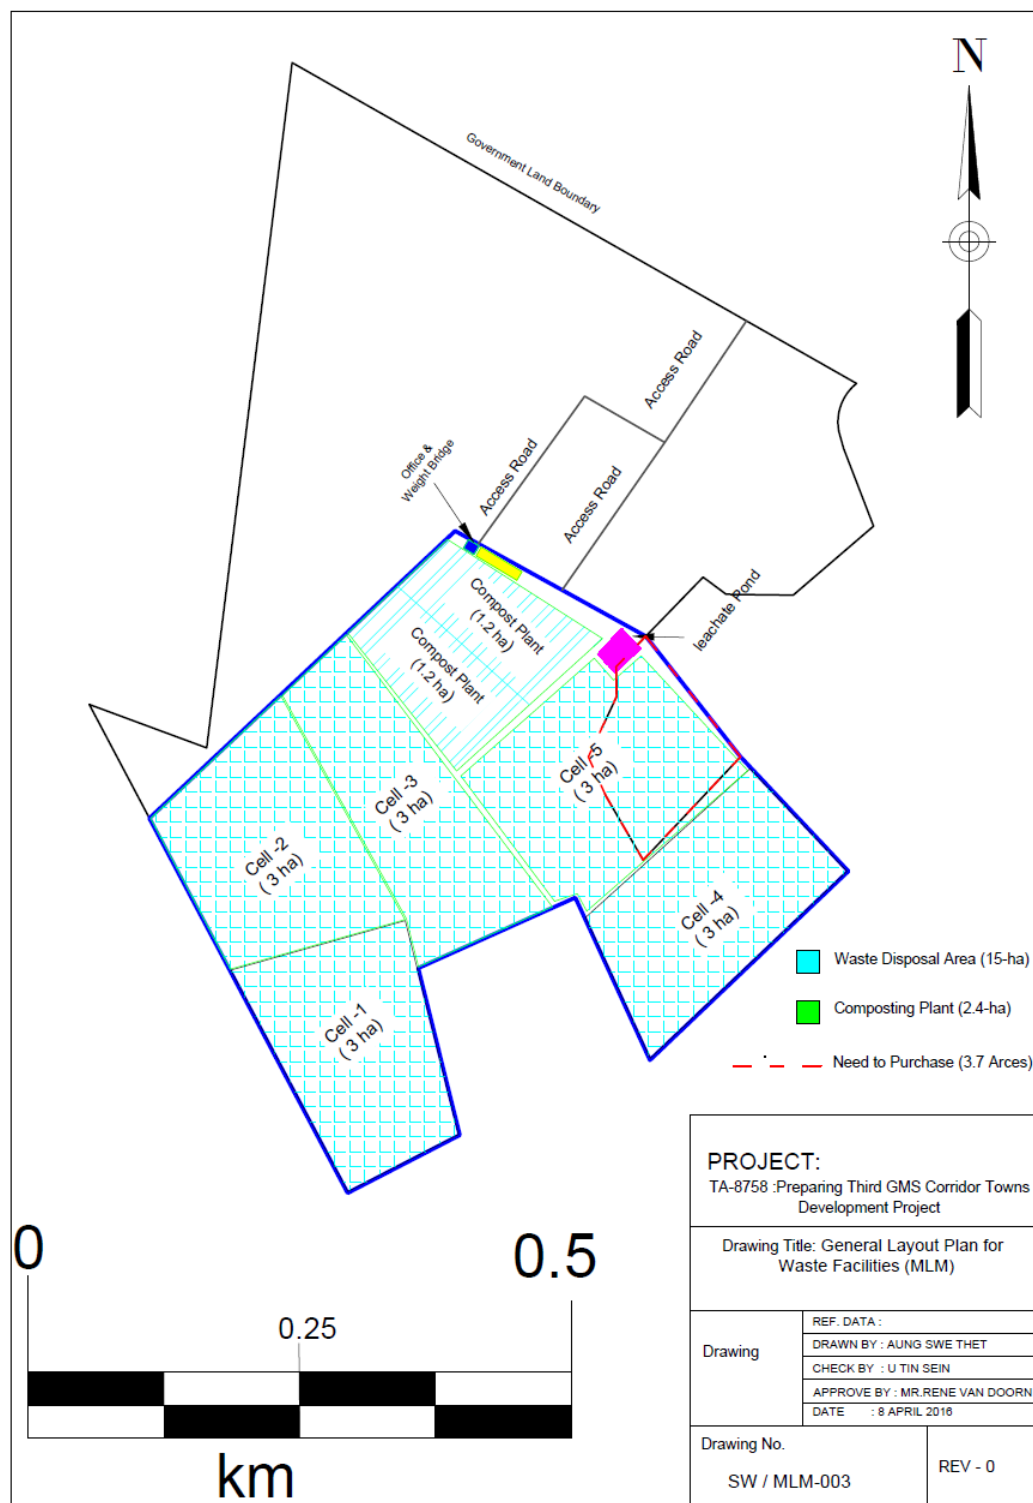 N
Government Land Boundary
Access Road
Office &
Weight Bridge
Access Road
Access Road
Compost Plant
(1.2 ha)
Compost Plant
(1.2 ha)
leachate Pond
Cell -5
( 3 ha)
Cell -3
( 3 ha)
Cell -2
( 3 ha)
Cell -4
( 3 ha)
Cell -1
( 3 ha)
Waste Disposal Area (15-ha)
Composting Plant (2.4-ha)
Need to Purchase (3.7 Arces)
0
0.25
0.5
km
PROJECT:
TA-8758 :Preparing Third GMS Corridor Towns
Development Project
Drawing Title: General Layout Plan for
Waste Facilities (MLM)
Drawing
REF. DATA :
DRAWN BY : AUNG SWE THET
CHECK BY : U TIN SEIN
APPROVE BY : MR.RENE VAN DOORN
DATE : 8 APRIL 2016
Drawing No.
SW / MLM-003
REV - 0